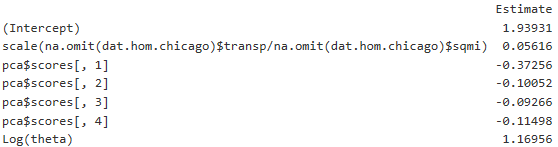 Estimate
(Intercept) 1.93931
scale(na.omit(dat.hom.chicago)$transp/na.omit(dat.hom.chicago)$sqmi) 0.05616
pca$scores[, 1] -0.37256
pca$scores[, 2] -0.10052
pca$scores[, 3] -0.09266
pca$scores[, 4] -0.11498
Log(theta) 1.16956